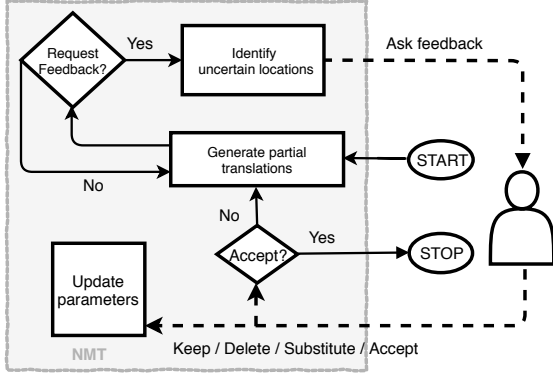 Request
Feedback?
Yes
Identify
uncertain locations
Ask feedback
Generate partial
translations
START
No
No
Accept?
Yes
STOP
Update
parameters
NMT
Keep / Delete / Substitute / Accept